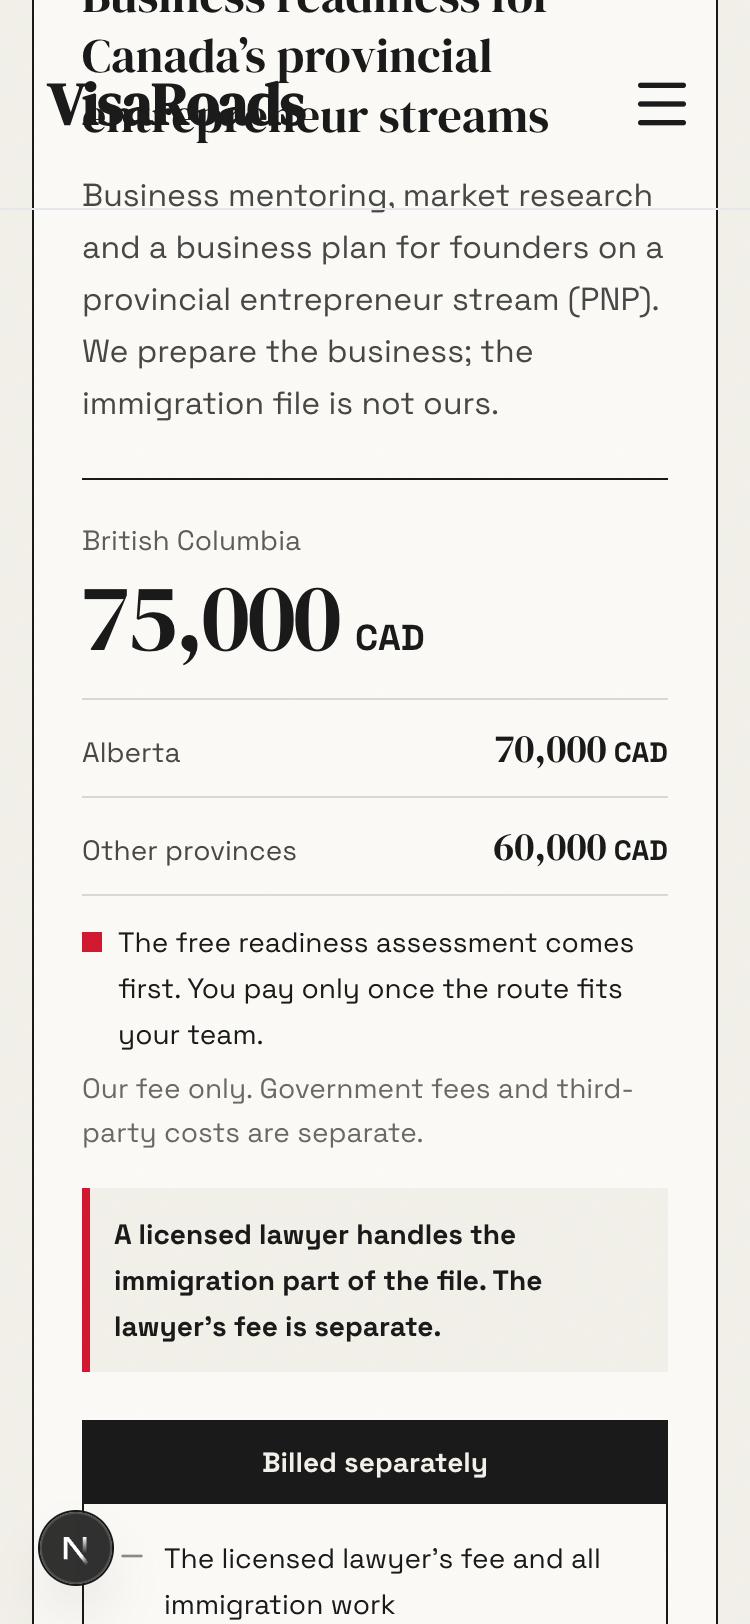 Business readiness for
Canada’s provincial
VisaRoads
entrepreneur streams
Business mentoring, market research
and a business plan for founders on a
provincial entrepreneur stream (PNP).
We prepare the business; the
immigration file is not ours.
British Columbia
75,000 CAD
Alberta
70,000 CAD
Other provinces
60,000 CAD
The free readiness assessment comes
first. You pay only once the route fits
your team.
Our fee only. Government fees and third-
party costs are separate.
A licensed lawyer handles the
immigration part of the file. The
lawyer’s fee is separate.
Billed separately
N
– The licensed lawyer’s fee and all
immigration work